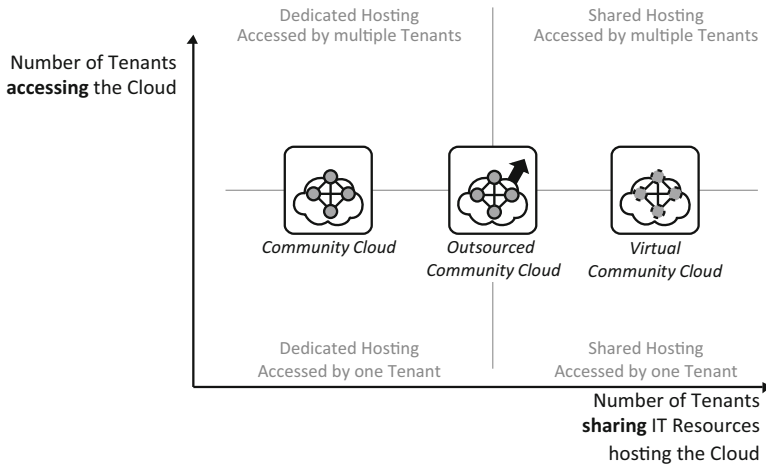 Dedicated Hosting
Accessed by multiple Tenants
Shared Hosting
Accessed by multiple Tenants
Number of Tenants
accessing the Cloud
Community Cloud
Outsourced
Community Cloud
Virtual
Community Cloud
Dedicated Hosting
Accessed by one Tenant
Shared Hosting
Accessed by one Tenant
Number of Tenants
sharing IT Resources
hosting the Cloud